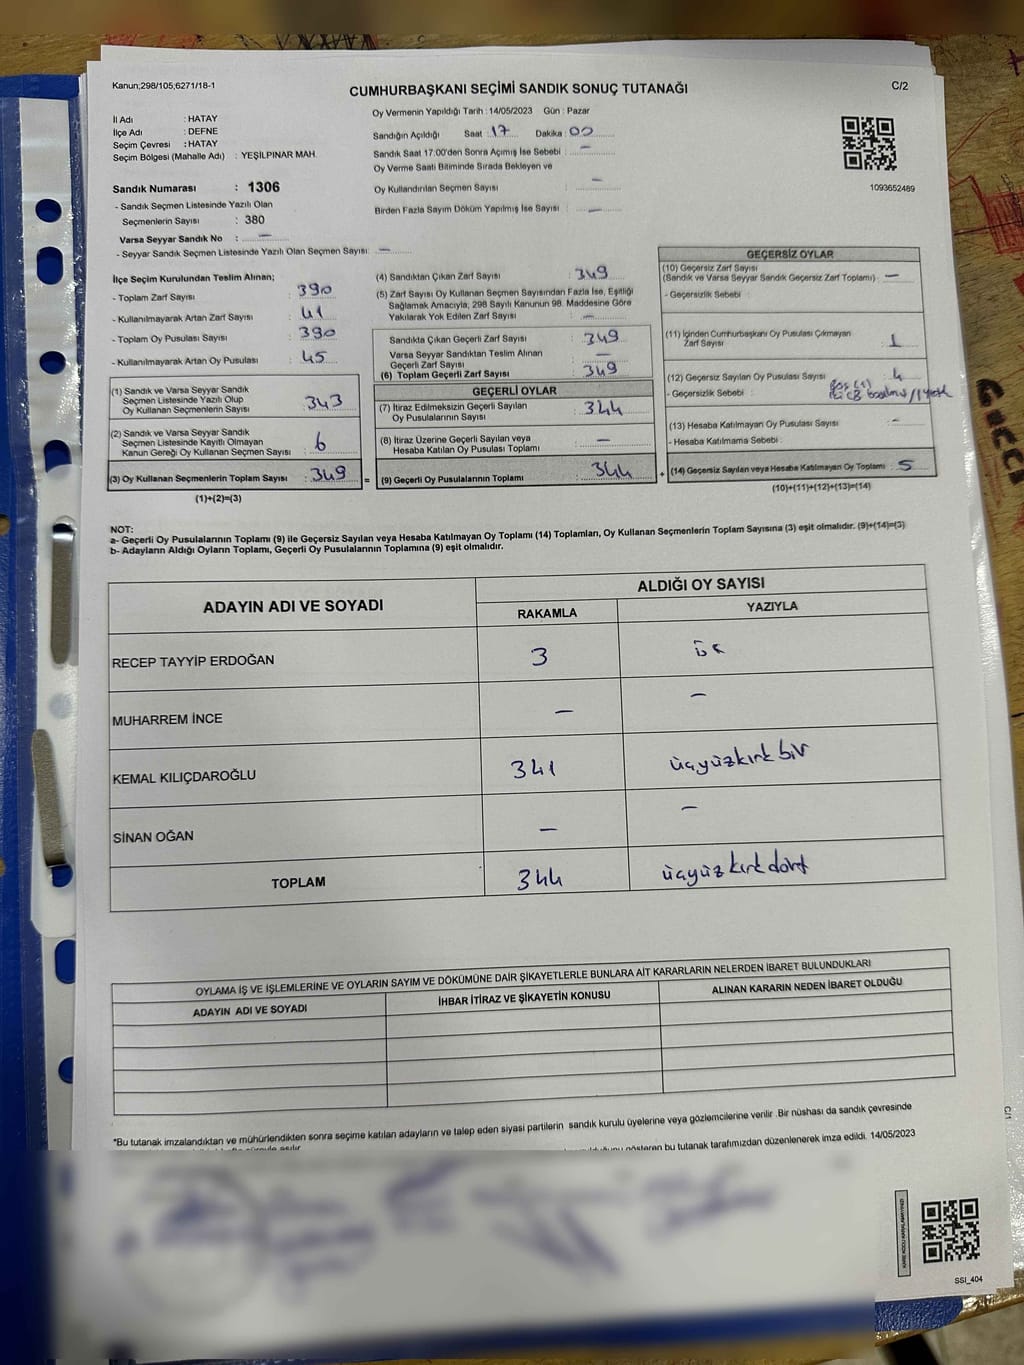 Kanun;298/105;6271/18-1
CUMHURBAŞKANI SEÇİMİ SANDIK SONUÇ TUTANAĞI
C/2
İl Adı : HATAY
İlçe Adı : DEFNE
Seçim Çevresi : HATAY
Seçim Bölgesi (Mahalle Adı) : YEŞİLPINAR MAH.
Sandık Numarası : 1306
- Sandık Seçmen Listesinde Yazılı Olan
Seçmenlerin Sayısı : 380
Varsa Seyyar Sandık No : —
- Seyyar Sandık Seçmen Listesinde Yazılı Olan Seçmen Sayısı: —
Oy Vermenin Yapıldığı Tarih : 14/05/2023 Gün : Pazar
Sandığın Açıldığı Saat : 17 Dakika : 00
Sandık Saat 17:00'den Sonra Açımış İse Sebebi : —
Oy Verme Saati Bitiminde Sırada Bekleyen ve
Oy Kullandırılan Seçmen Sayısı : —
Birden Fazla Sayım Döküm Yapılmış İse Sayısı : —
1093652489
İlçe Seçim Kurulundan Teslim Alınan;
- Toplam Zarf Sayısı : 390
- Kullanılmayarak Artan Zarf Sayısı : 41
- Toplam Oy Pusulası Sayısı : 390
- Kullanılmayarak Artan Oy Pusulası : 45
(1) Sandık ve Varsa Seyyar Sandık
Seçmen Listesinde Yazılı Olup
Oy Kullanan Seçmenlerin Sayısı : 343
(2) Sandık ve Varsa Seyyar Sandık
Seçmen Listesinde Kayıtlı Olmayan
Kanun Gereği Oy Kullanan Seçmen Sayısı : 6
(3) Oy Kullanan Seçmenlerin Toplam Sayısı : 349
(1)+(2)=(3)
(4) Sandıktan Çıkan Zarf Sayısı : 349
(5) Zarf Sayısı Oy Kullanan Seçmen Sayısından Fazla İse, Eşitliği
Sağlamak Amacıyla, 298 Sayılı Kanunun 98. Maddesine Göre
Yakılarak Yok Edilen Zarf Sayısı : —
Sandıkta Çıkan Geçerli Zarf Sayısı : 349
Varsa Seyyar Sandıktan Teslim Alınan
Geçerli Zarf Sayısı : —
(6) Toplam Geçerli Zarf Sayısı : 349
GEÇERLİ OYLAR
(7) İtiraz Edilmeksizin Geçerli Sayılan
Oy Pusulalarının Sayısı : 344
(8) İtiraz Üzerine Geçerli Sayılan veya
Hesaba Katılan Oy Pusulası Toplamı : —
= (9) Geçerli Oy Pusulalarının Toplamı : 344
GEÇERSİZ OYLAR
(10) Geçersiz Zarf Sayısı
(Sandık ve Varsa Seyyar Sandık Geçersiz Zarf Toplamı) : —
- Geçersizlik Sebebi :
(11) İçinden Cumhurbaşkanı Oy Pusulası Çıkmayan
Zarf Sayısı : 1
(12) Geçersiz Sayılan Oy Pusulası Sayısı : 4
- Geçersizlik Sebebi :
(13) Hesaba Katılmayan Oy Pusulası Sayısı : —
- Hesaba Katılmama Sebebi :
+ (14) Geçersiz Sayılan veya Hesaba Katılmayan Oy Toplamı : 5
(10)+(11)+(12)+(13)=(14)
NOT:
a- Geçerli Oy Pusulalarının Toplamı (9) ile Geçersiz Sayılan veya Hesaba Katılmayan Oy Toplamı (14) Toplamları, Oy Kullanan Seçmenlerin Toplam Sayısına (3) eşit olmalıdır. (9)+(14)=(3)
b- Adayların Aldığı Oyların Toplamı, Geçerli Oy Pusulalarının Toplamına (9) eşit olmalıdır.
ADAYIN ADI VE SOYADI
ALDIĞI OY SAYISI
RAKAMLA YAZIYLA
RECEP TAYYİP ERDOĞAN 3 üç
MUHARREM İNCE — —
KEMAL KILIÇDAROĞLU 341 üçyüzkırk bir
SİNAN OĞAN — —
TOPLAM 344 üçyüz kırk dört
OYLAMA İŞ VE İŞLEMLERİNE VE OYLARIN SAYIM VE DÖKÜMÜNE DAİR ŞİKAYETLERLE BUNLARA AİT KARARLARIN NELERDEN İBARET BULUNDUKLARI
ADAYIN ADI VE SOYADI İHBAR İTİRAZ VE ŞİKAYETİN KONUSU ALINAN KARARIN NEDEN İBARET OLDUĞU
*Bu tutanak imzalandıktan ve mühürlendikten sonra seçime katılan adayların ve talep eden siyasi partilerin sandık kurulu üyelerine veya gözlemcilerine verilir .Bir nüshası da sandık çevresinde
gösteren bu tutanak tarafımızdan düzenlenerek imza edildi. 14/05/2023
SSI_404
C/1
GUCCI